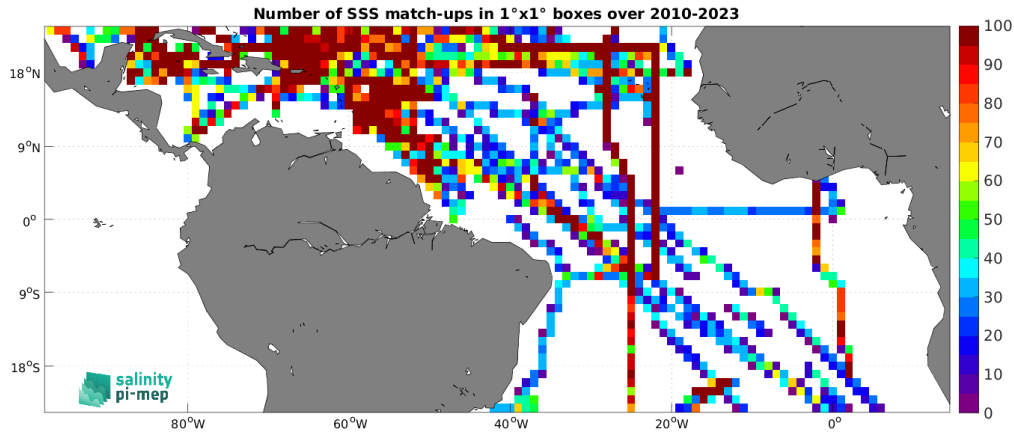 Number of SSS match-ups in 1°x1° boxes over 2010-2023
100
90
80
70
60
50
40
30
20
10
0
18°N
9°N
0°
9°S
18°S
80°W
60°W
40°W
20°W
0°
salinity
pi-mep